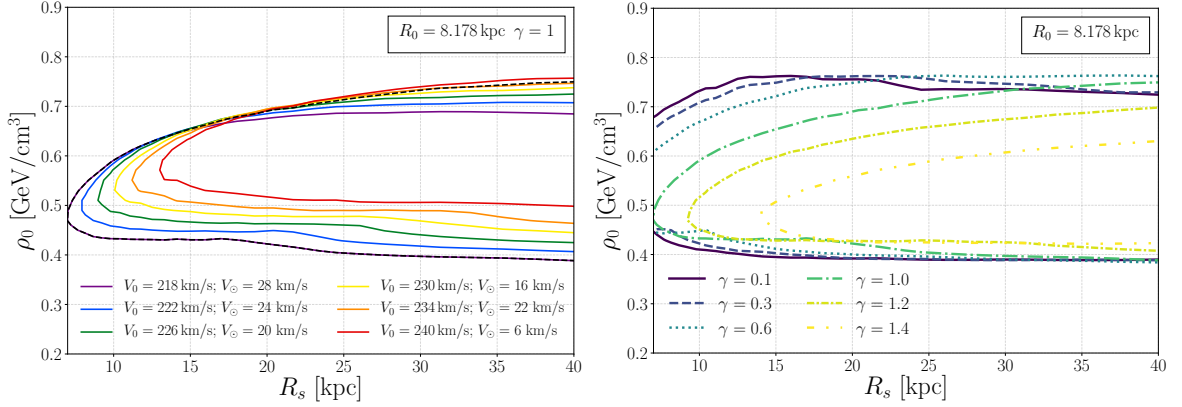 R₀ = 8.178 kpc γ = 1
0.9
0.8
0.7
0.6
0.5
0.4
0.3
0.2
ρ₀ [GeV/cm³]
V₀ = 218 km/s; V⊙ = 28 km/s
V₀ = 222 km/s; V⊙ = 24 km/s
V₀ = 226 km/s; V⊙ = 20 km/s
V₀ = 230 km/s; V⊙ = 16 km/s
V₀ = 234 km/s; V⊙ = 22 km/s
V₀ = 240 km/s; V⊙ = 6 km/s
10 15 20 25 30 35 40
Rₛ [kpc]
R₀ = 8.178 kpc
0.9
0.8
0.7
0.6
0.5
0.4
0.3
0.2
ρ₀ [GeV/cm³]
γ = 0.1
γ = 0.3
γ = 0.6
γ = 1.0
γ = 1.2
γ = 1.4
10 15 20 25 30 35 40
Rₛ [kpc]